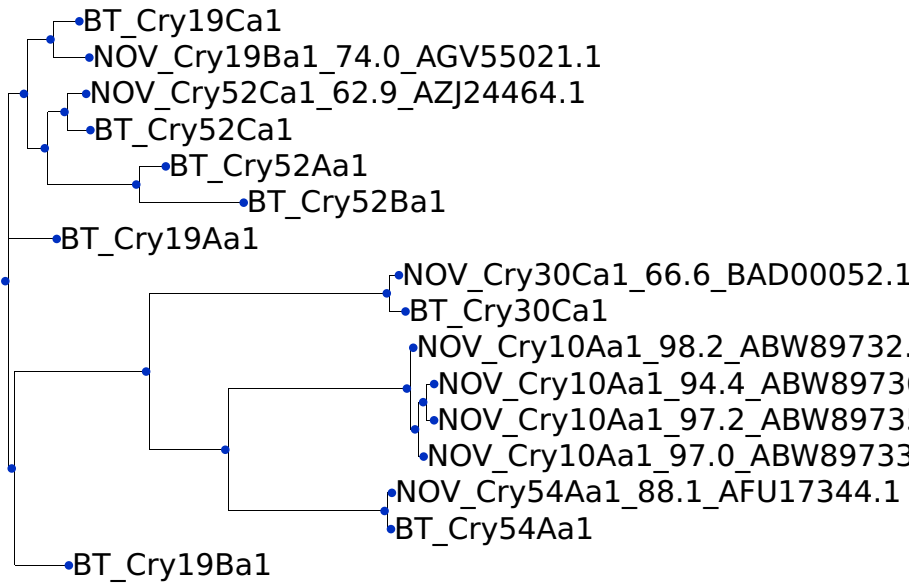 BT_Cry19Ca1
NOV_Cry19Ba1_74.0_AGV55021.1
NOV_Cry52Ca1_62.9_AZJ24464.1
BT_Cry52Ca1
BT_Cry52Aa1
BT_Cry52Ba1
BT_Cry19Aa1
NOV_Cry30Ca1_66.6_BAD00052.1
BT_Cry30Ca1
NOV_Cry10Aa1_98.2_ABW89732.
NOV_Cry10Aa1_94.4_ABW8973
NOV_Cry10Aa1_97.2_ABW8973
NOV_Cry10Aa1_97.0_ABW89733
NOV_Cry54Aa1_88.1_AFU17344.1
BT_Cry54Aa1
BT_Cry19Ba1